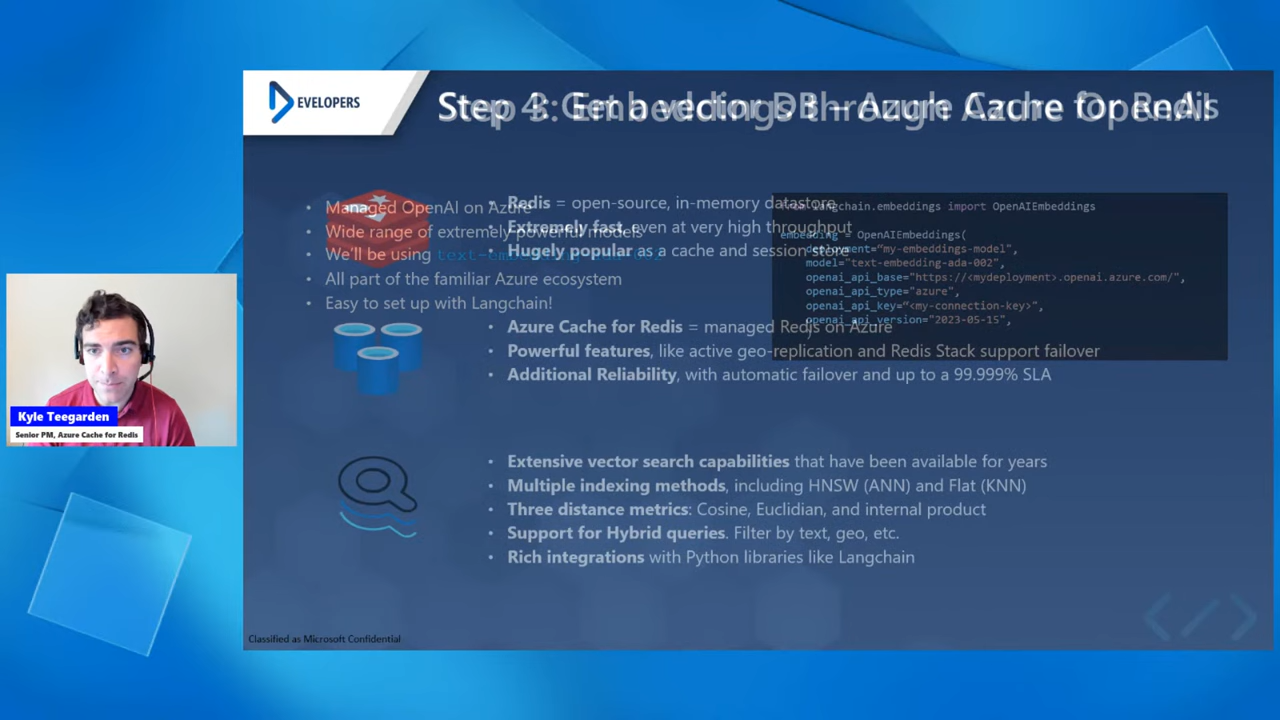 EVELOPERS
Step 3: Embeddings through Azure OpenAI
Step 4: Get a vector DB – Azure Cache for Redis
• Managed OpenAI on Azure
• Wide range of extremely powerful models
• We'll be using text-embedding-ada-002
• All part of the familiar Azure ecosystem
• Easy to set up with Langchain!
• Redis = open-source, in-memory datastore
• Extremely fast, even at very high throughput
• Hugely popular as a cache and session store
from langchain.embeddings import OpenAIEmbeddings
embedding = OpenAIEmbeddings(
deployment="my-embeddings-model",
model="text-embedding-ada-002",
openai_api_base="https://<mydeployment>.openai.azure.com/",
openai_api_type="azure",
openai_api_key="<my-connection-key>",
openai_api_version="2023-05-15",
)
• Azure Cache for Redis = managed Redis on Azure
• Powerful features, like active geo-replication and Redis Stack support failover
• Additional Reliability, with automatic failover and up to a 99.999% SLA
• Extensive vector search capabilities that have been available for years
• Multiple indexing methods, including HNSW (ANN) and Flat (KNN)
• Three distance metrics: Cosine, Euclidian, and internal product
• Support for Hybrid queries. Filter by text, geo, etc.
• Rich integrations with Python libraries like Langchain
Kyle Teegarden
Senior PM, Azure Cache for Redis
Classified as Microsoft Confidential